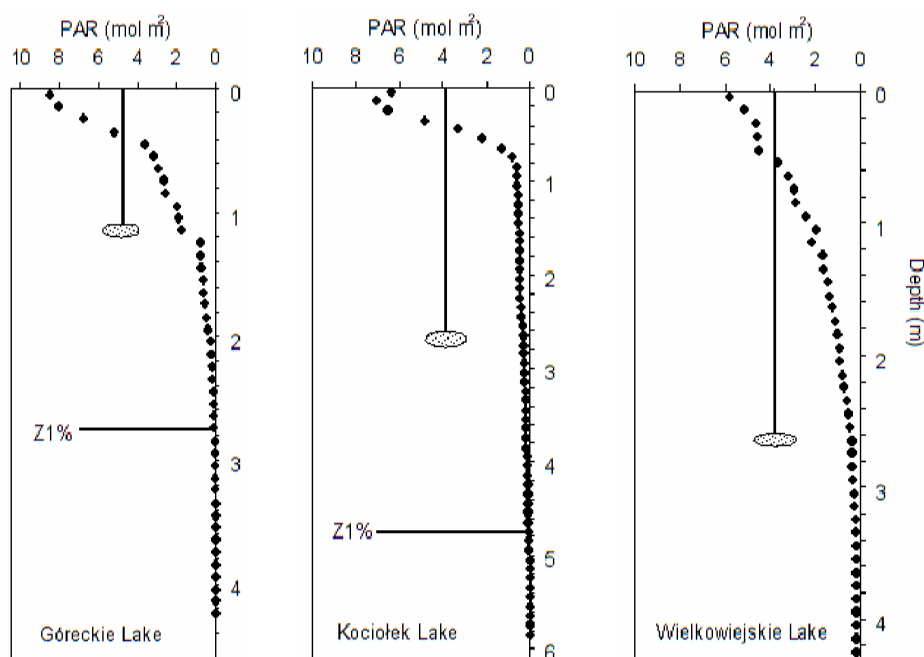 PAR (mol m²) PAR (mol m²) PAR (mol m²)
10 8 6 4 2 0 10 8 6 4 2 0 10 8 6 4 2 0
0 0 0
1 1 1
2 2 2
3 3 3
4 4 4
5
6
Depth (m)
Z1% Z1%
Góreckie Lake Kociołek Lake Wielkowiejskie Lake